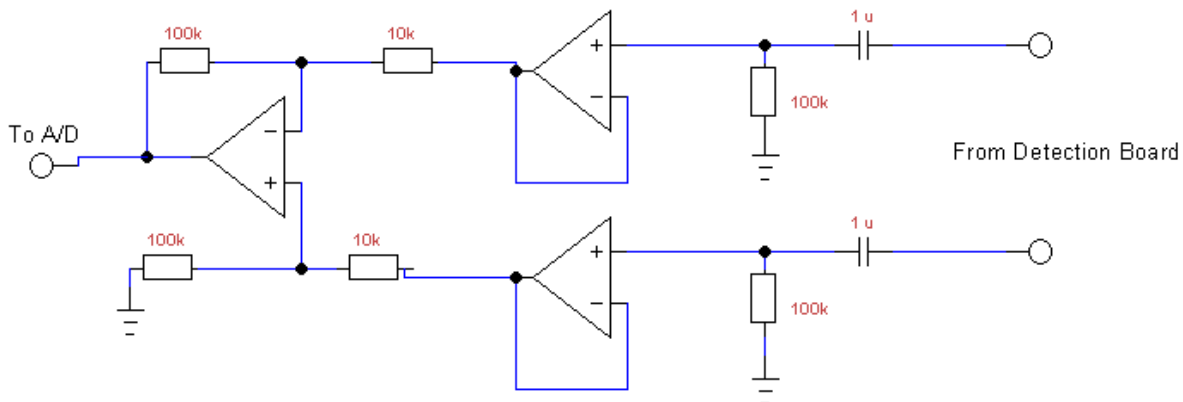 1 u
100k
10k
+
−
100k
To A/D
−
+
From Detection Board
1 u
100k
10k
+
−
100k